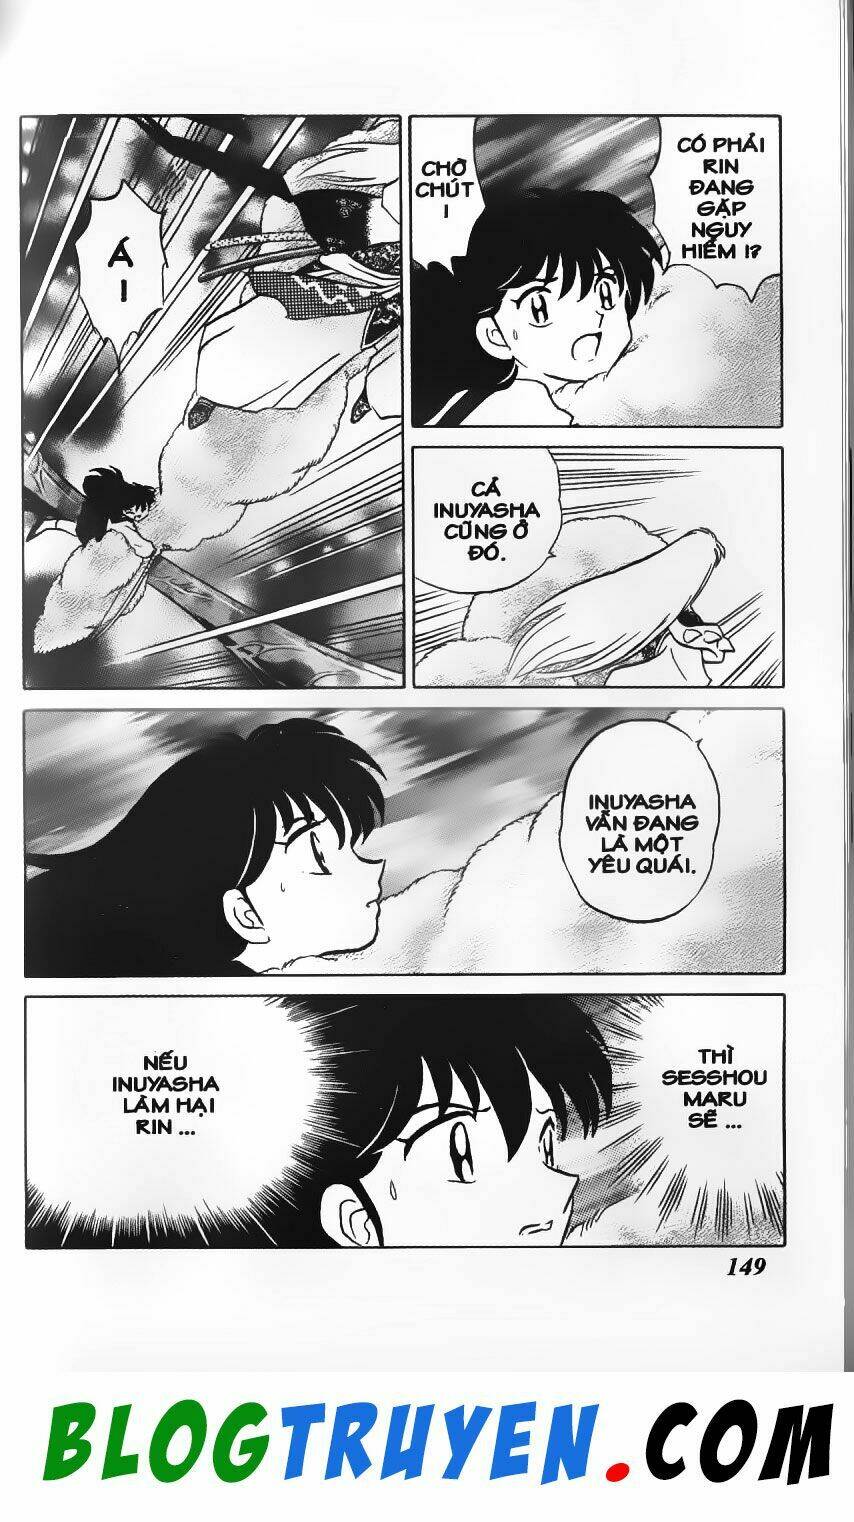 CÓ PHẢI
RIN
ĐANG
GẶP
NGUY
HIỂM !?
CHỜ
CHÚT
!
Á
!
CẢ
INUYASHA
CŨNG Ở
ĐÓ.
INUYASHA
VẪN ĐANG
LÀ MỘT
YÊU QUÁI.
THÌ
SESSHOU
MARU
SẼ ...
NẾU
INUYASHA
LÀM HẠI
RIN ...
149
BLOGTRUYEN.COM